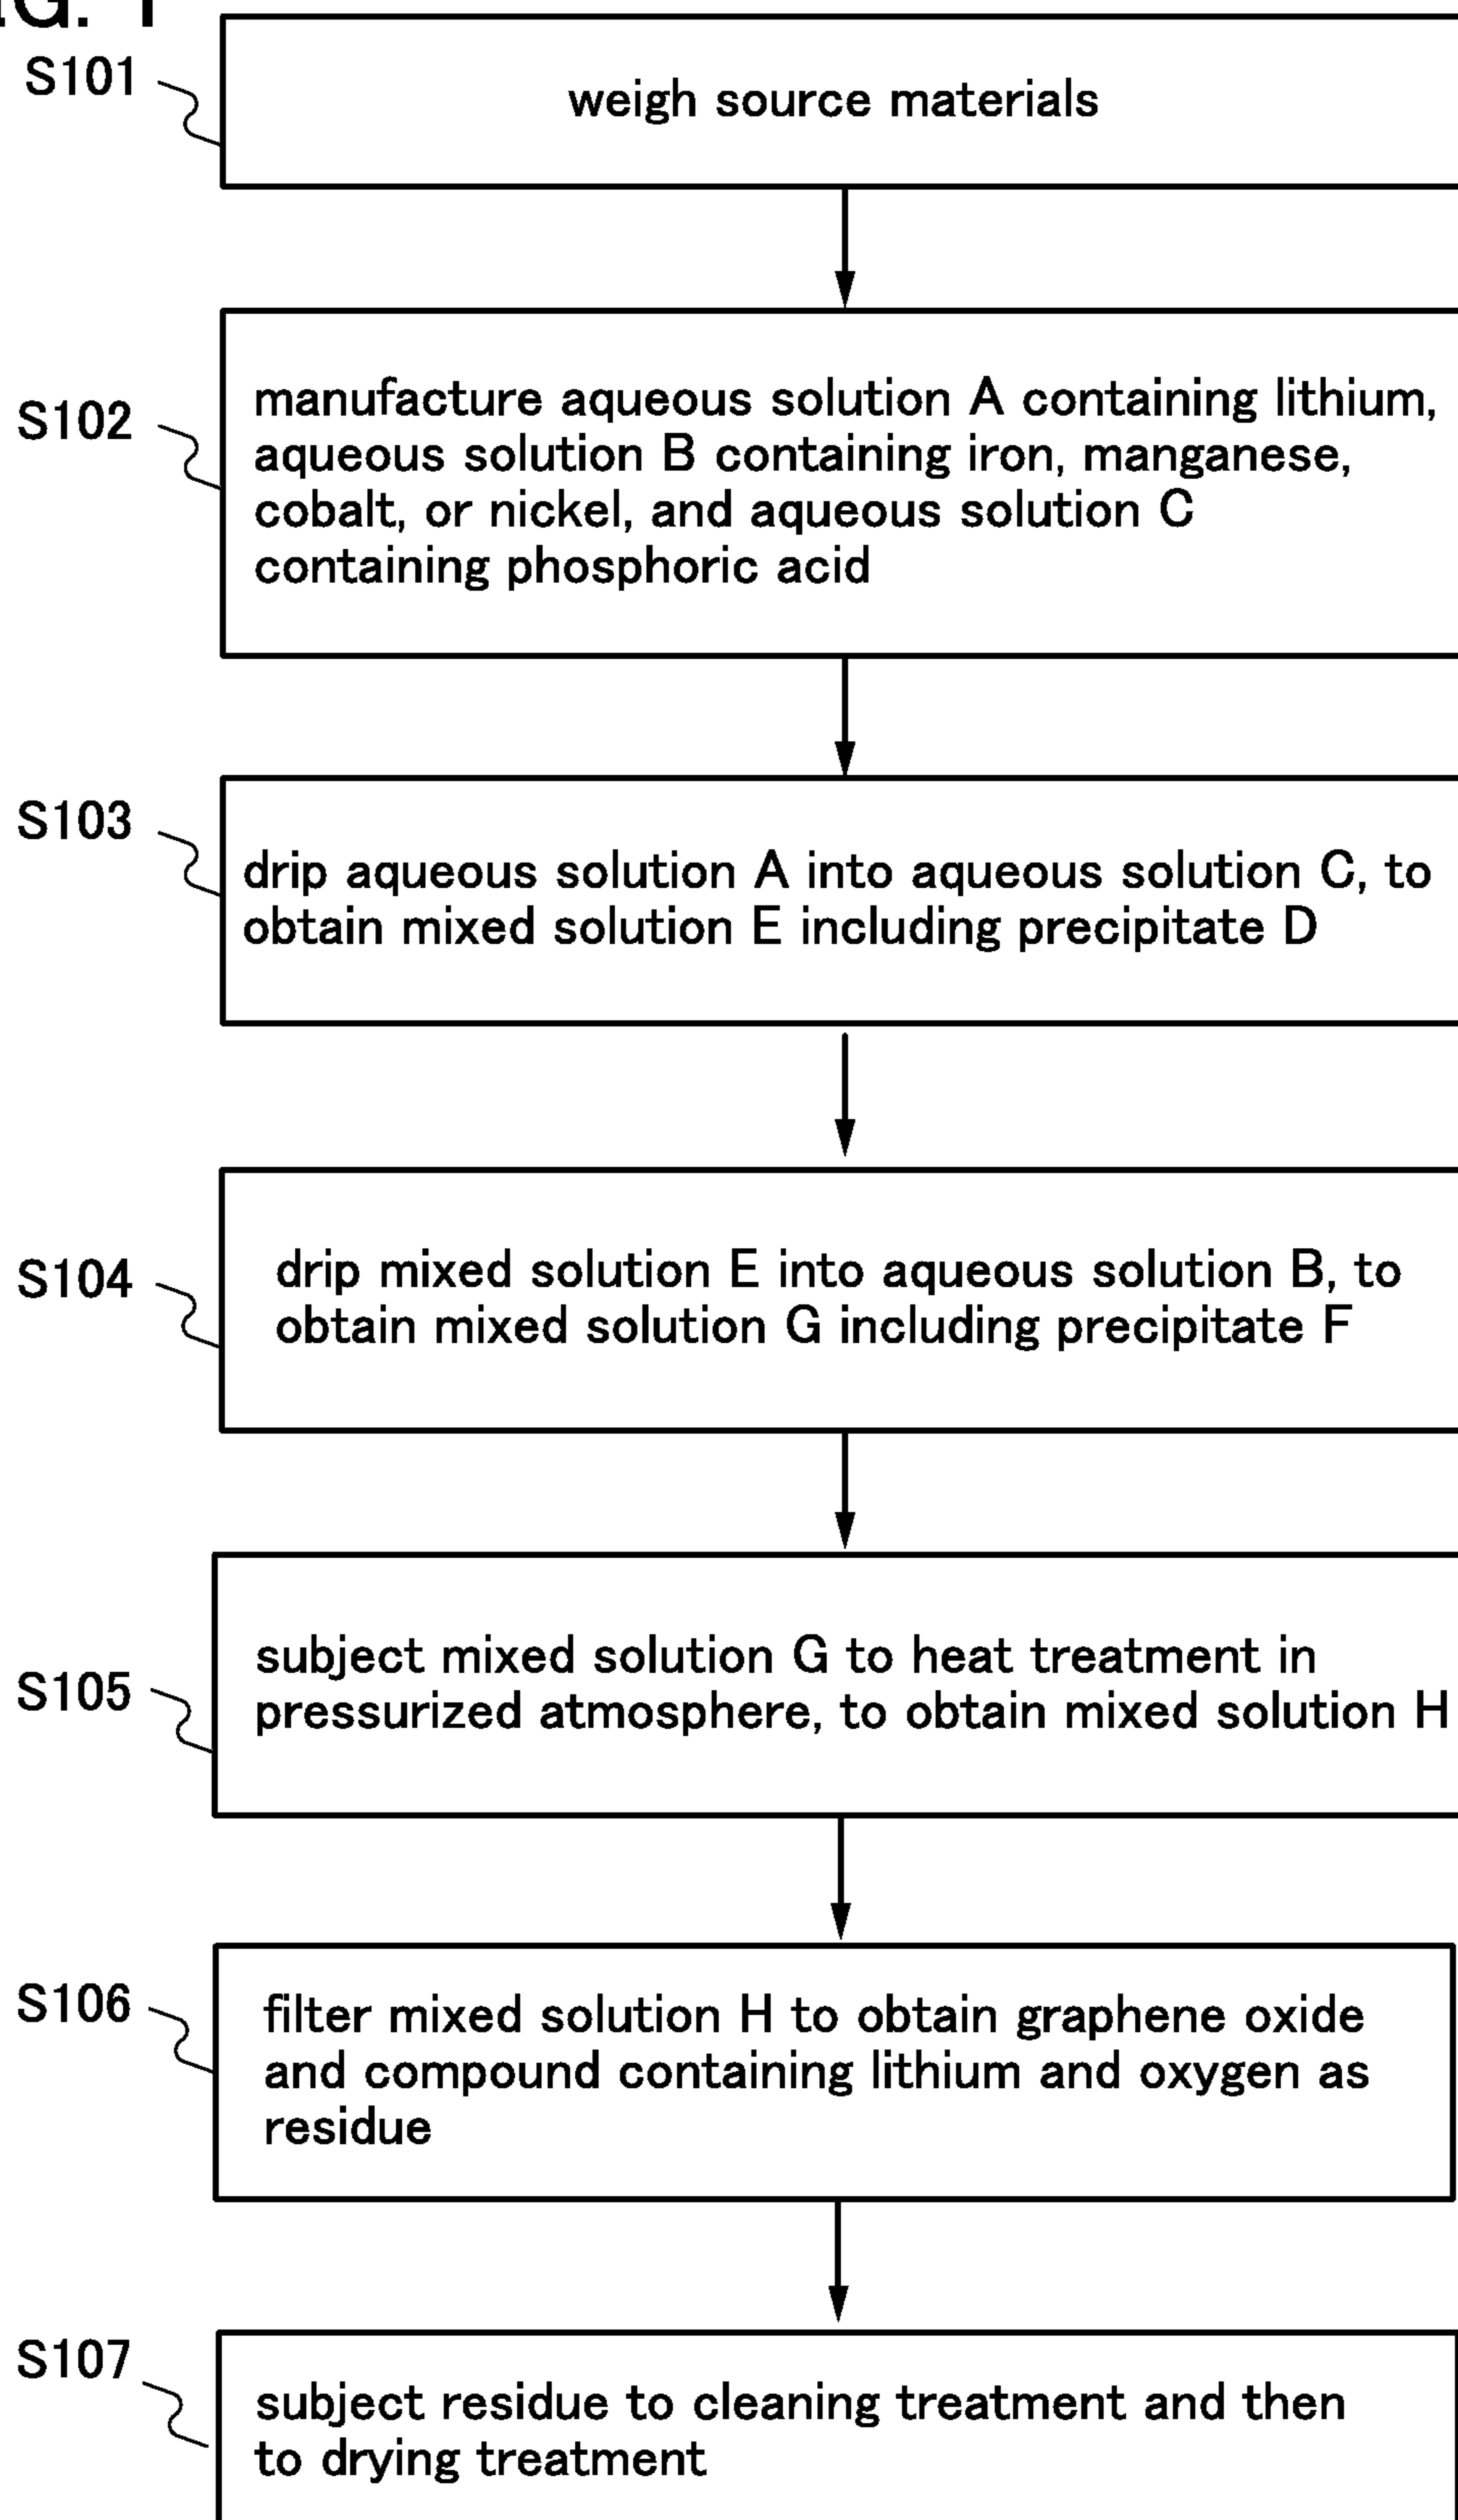 FIG. 1
S101
weigh source materials
S102
manufacture aqueous solution A containing lithium,
aqueous solution B containing iron, manganese,
cobalt, or nickel, and aqueous solution C
containing phosphoric acid
S103
drip aqueous solution A into aqueous solution C, to
obtain mixed solution E including precipitate D
S104
drip mixed solution E into aqueous solution B, to
obtain mixed solution G including precipitate F
S105
subject mixed solution G to heat treatment in
pressurized atmosphere, to obtain mixed solution H
S106
filter mixed solution H to obtain graphene oxide
and compound containing lithium and oxygen as
residue
S107
subject residue to cleaning treatment and then
to drying treatment